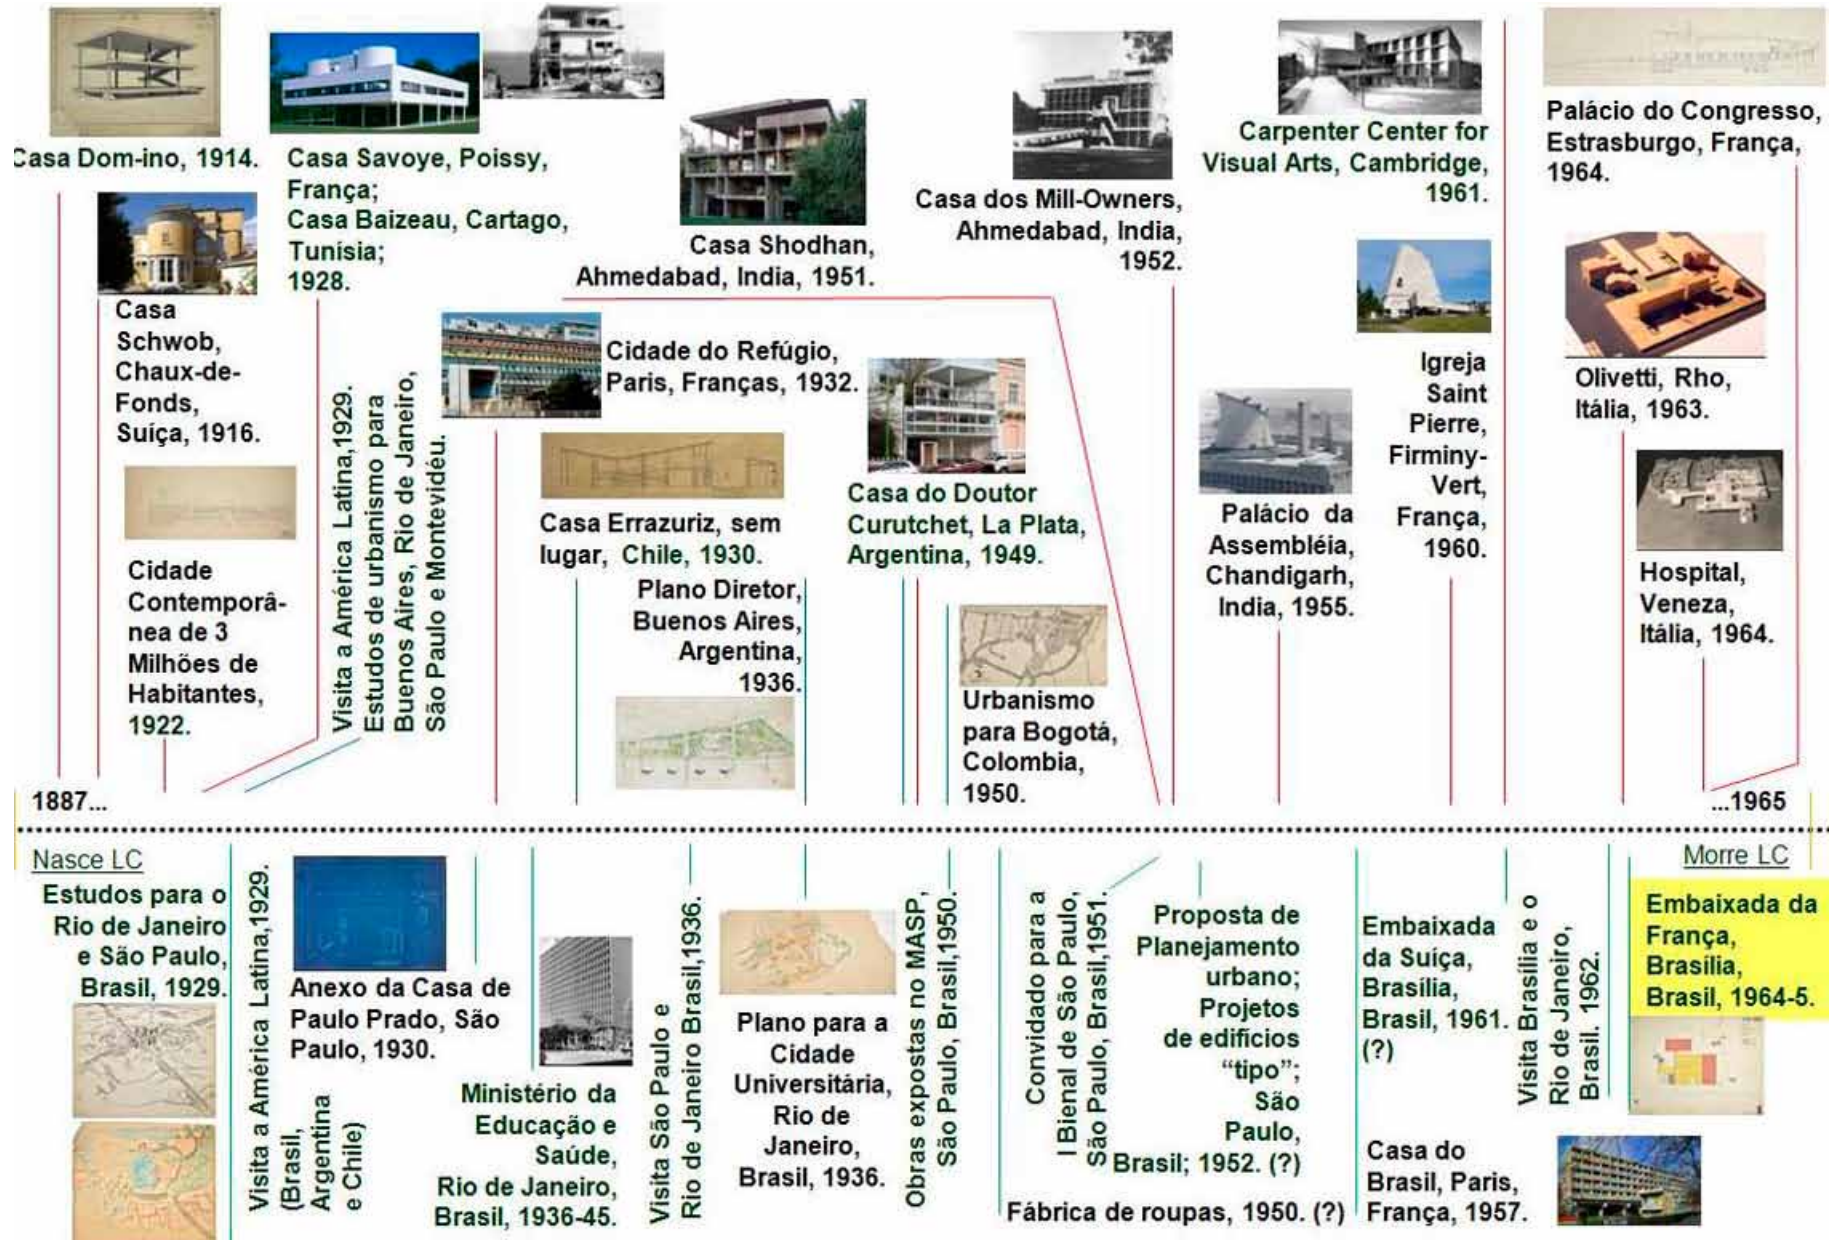 Casa Dom-ino, 1914.
Casa
Schwob,
Chaux-de-
Fonds,
Suíça, 1916.
Cidade
Contemporâ-
nea de 3
Milhões de
Habitantes,
1922.
Casa Savoye, Poissy,
França;
Casa Baizeau, Cartago,
Tunísia;
1928.
Visita a América Latina,1929.
Estudos de urbanismo para
Buenos Aires, Rio de Janeiro,
São Paulo e Montevidéu.
Casa Shodhan,
Ahmedabad, India, 1951.
Cidade do Refúgio,
Paris, Franças, 1932.
Casa Errazuriz, sem
lugar, Chile, 1930.
Plano Diretor,
Buenos Aires,
Argentina,
1936.
Casa do Doutor
Curutchet, La Plata,
Argentina, 1949.
Urbanismo
para Bogotá,
Colombia,
1950.
Casa dos Mill-Owners,
Ahmedabad, India,
1952.
Palácio da
Assembléia,
Chandigarh,
India, 1955.
Carpenter Center for
Visual Arts, Cambridge,
1961.
Igreja
Saint
Pierre,
Firminy-
Vert,
França,
1960.
Palácio do Congresso,
Estrasburgo, França,
1964.
Olivetti, Rho,
Itália, 1963.
Hospital,
Veneza,
Itália, 1964.
1887...
...1965
Nasce LC
Morre LC
Estudos para o
Rio de Janeiro
e São Paulo,
Brasil, 1929.
Visita a América Latina,1929.
(Brasil,
Argentina
e Chile)
Anexo da Casa de
Paulo Prado, São
Paulo, 1930.
Ministério da
Educação e
Saúde,
Rio de Janeiro,
Brasil, 1936-45.
Visita São Paulo e
Rio de Janeiro Brasil,1936.
Plano para a
Cidade
Universitária,
Rio de
Janeiro,
Brasil, 1936.
Obras expostas no MASP,
São Paulo, Brasil,1950.
Convidado para a
I Bienal de São Paulo,
São Paulo, Brasil,1951.
Proposta de
Planejamento
urbano;
Projetos
de edifícios
“tipo”;
São
Paulo,
Brasil; 1952. (?)
Fábrica de roupas, 1950. (?)
Embaixada
da Suíça,
Brasília,
Brasil, 1961.
(?)
Casa do
Brasil, Paris,
França, 1957.
Visita Brasília e o
Rio de Janeiro,
Brasil. 1962.
Embaixada da
França,
Brasília,
Brasil, 1964-5.